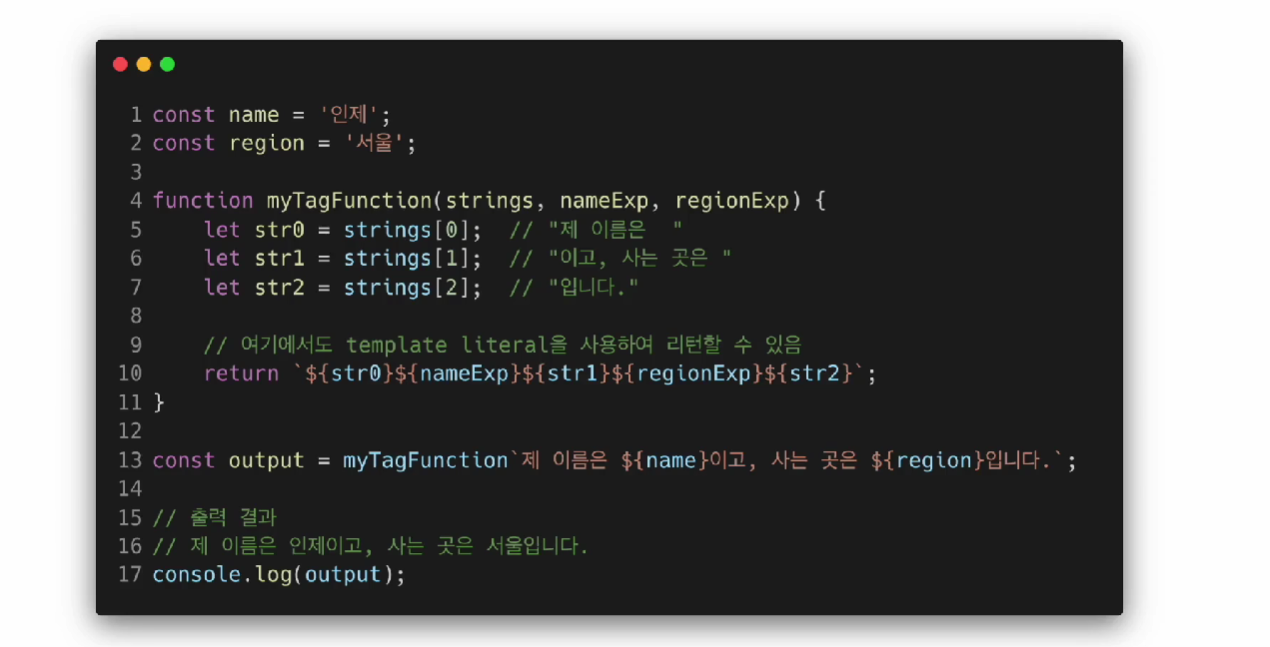 1 const name = '인제';
2 const region = '서울';
3
4 function myTagFunction(strings, nameExp, regionExp) {
5     let str0 = strings[0];  // "제 이름은  "
6     let str1 = strings[1];  // "이고, 사는 곳은 "
7     let str2 = strings[2];  // "입니다."
8
9     // 여기에서도 template literal을 사용하여 리턴할 수 있음
10     return `${str0}${nameExp}${str1}${regionExp}${str2}`;
11 }
12
13 const output = myTagFunction`제 이름은 ${name}이고, 사는 곳은 ${region}입니다.`;
14
15 // 출력 결과
16 // 제 이름은 인제이고, 사는 곳은 서울입니다.
17 console.log(output);